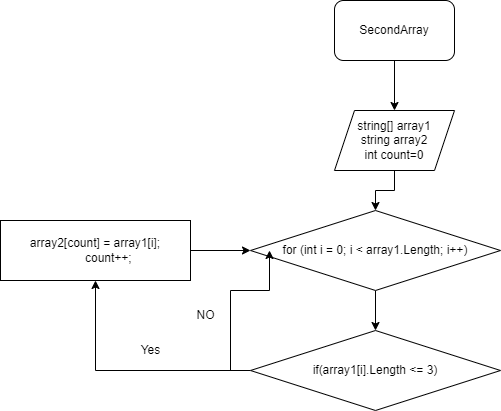 SecondArray
string[] array1
string array2
int count=0
for (int i = 0; i < array1.Length; i++)
array2[count] = array1[i];
count++;
NO
Yes
if(array1[i].Length <= 3)